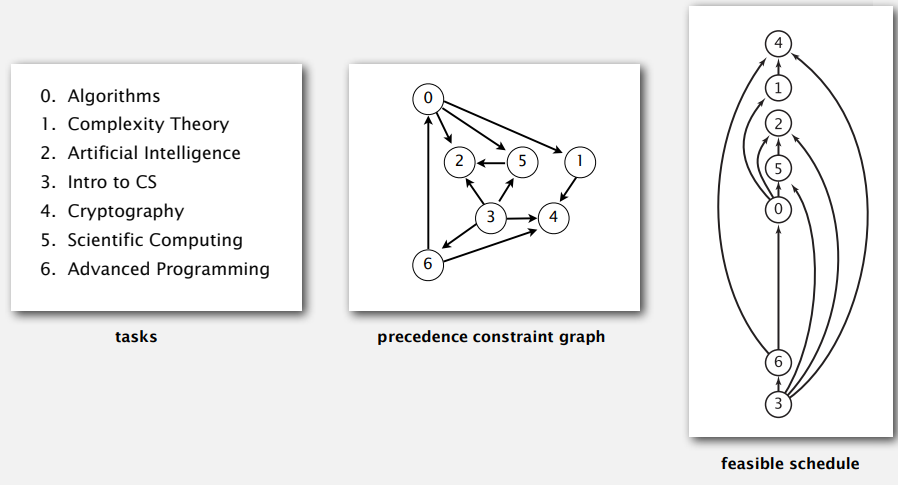 0. Algorithms
1. Complexity Theory
2. Artificial Intelligence
3. Intro to CS
4. Cryptography
5. Scientific Computing
6. Advanced Programming
tasks
0
2
5
1
3
4
6
precedence constraint graph
4
1
2
5
0
6
3
feasible schedule